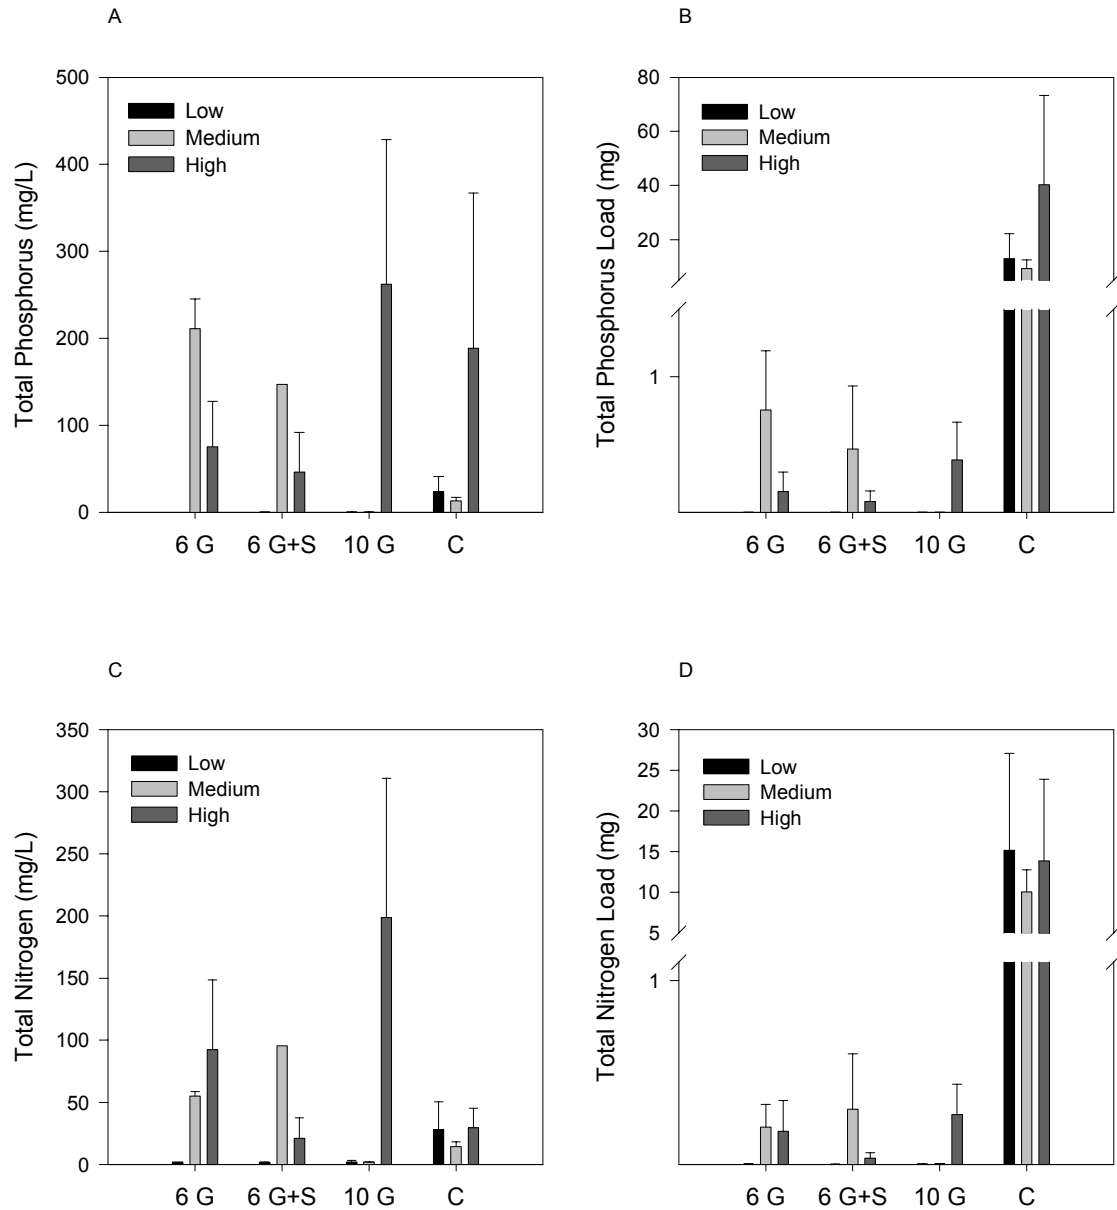 A
Total Phosphorus (mg/L)
500
400
300
200
100
0
Low
Medium
High
6 G 6 G+S 10 G C
B
Total Phosphorus Load (mg)
80
60
40
20
1
Low
Medium
High
6 G 6 G+S 10 G C
C
Total Nitrogen (mg/L)
350
300
250
200
150
100
50
0
Low
Medium
High
6 G 6 G+S 10 G C
D
Total Nitrogen Load (mg)
30
25
20
15
10
5
1
Low
Medium
High
6 G 6 G+S 10 G C